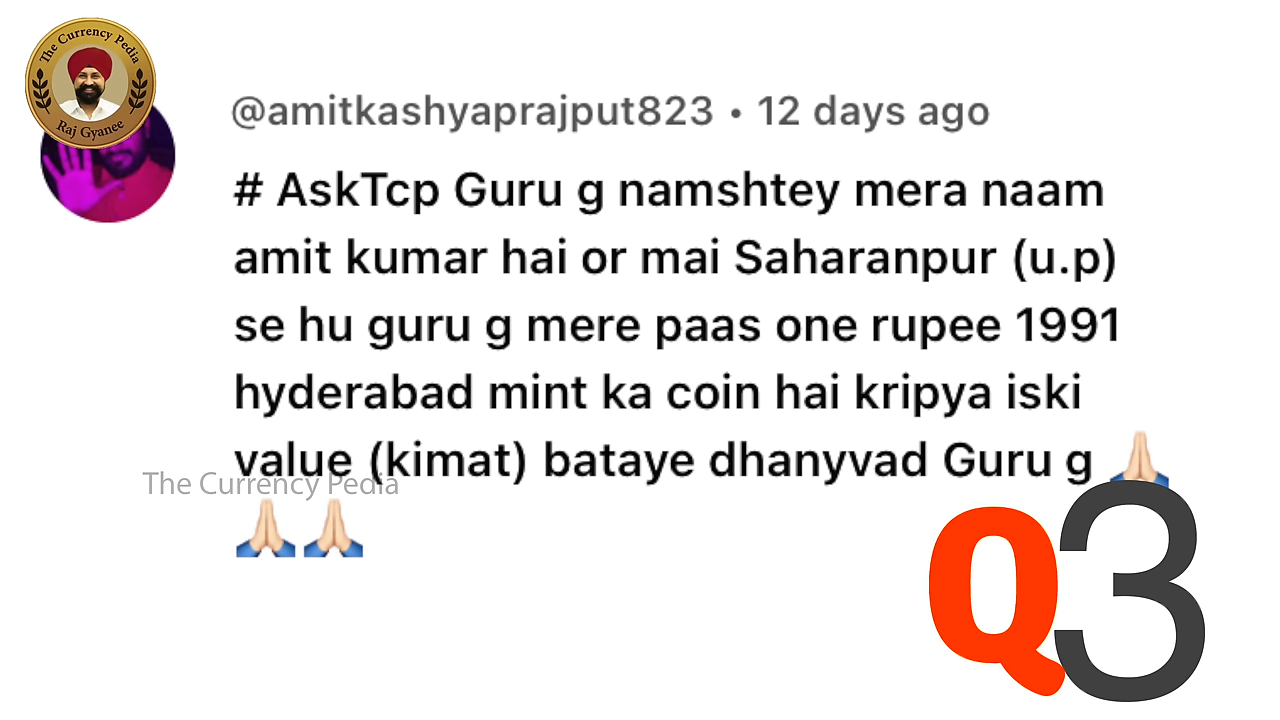 The Currency Pedia
Raj Gyanee
@amitkashyaprajput823 • 12 days ago
# AskTcp Guru g namshtey mera naam
amit kumar hai or mai Saharanpur (u.p)
se hu guru g mere paas one rupee 1991
hyderabad mint ka coin hai kripya iski
value (kimat) bataye dhanyvad Guru g 🙏🏻
🙏🏻🙏🏻
The Currency Pedia
Q3